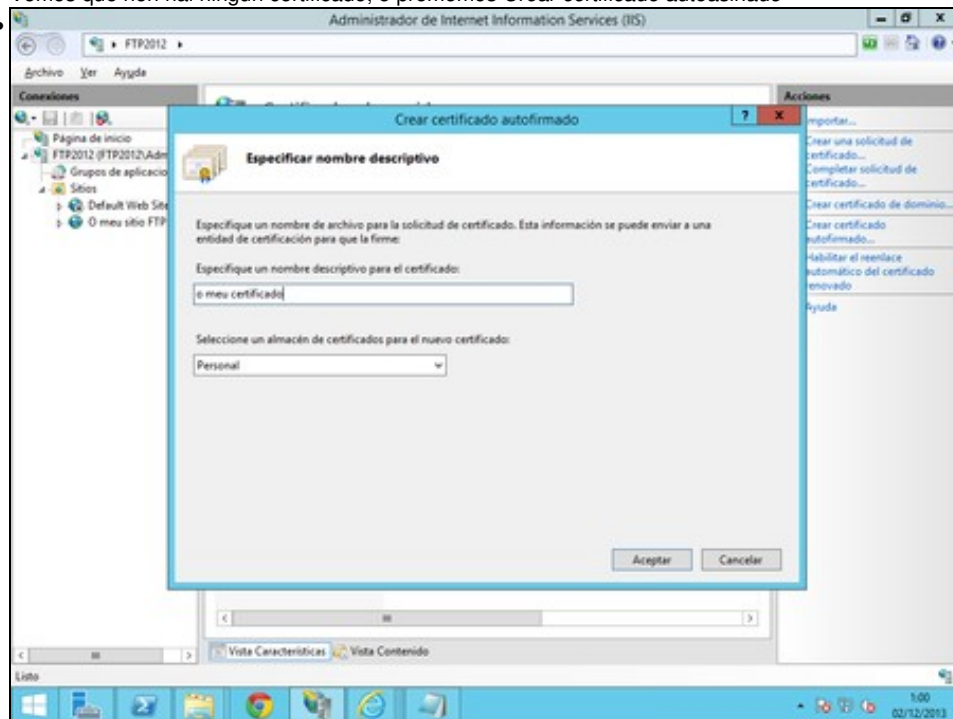 Administrador de Internet Information Services (IIS)
FTP2012
Archivo Ver Ayuda
Conexiones
Página de inicio
FTP2012 (FTP2012\Adm
Grupos de aplicacio
Sitios
Default Web Site
O meu sitio FTP
Crear certificado autofirmado
Especificar nombre descriptivo
Especifique un nombre de archivo para la solicitud de certificado. Esta información se puede enviar a una
entidad de certificación para que la firme:
Especifique un nombre descriptivo para el certificado:
o meu certificado
Seleccione un almacén de certificados para el nuevo certificado:
Personal
Aceptar Cancelar
Acciones
mportar...
Crear una solicitud de
certificado...
Completar solicitud de
certificado...
Crear certificado de dominio...
Crear certificado
autofirmado...
Habilitar el reenlace
automático del certificado
renovado
Ayuda
Vista Características Vista Contenido
Listo
1:00
02/12/2013